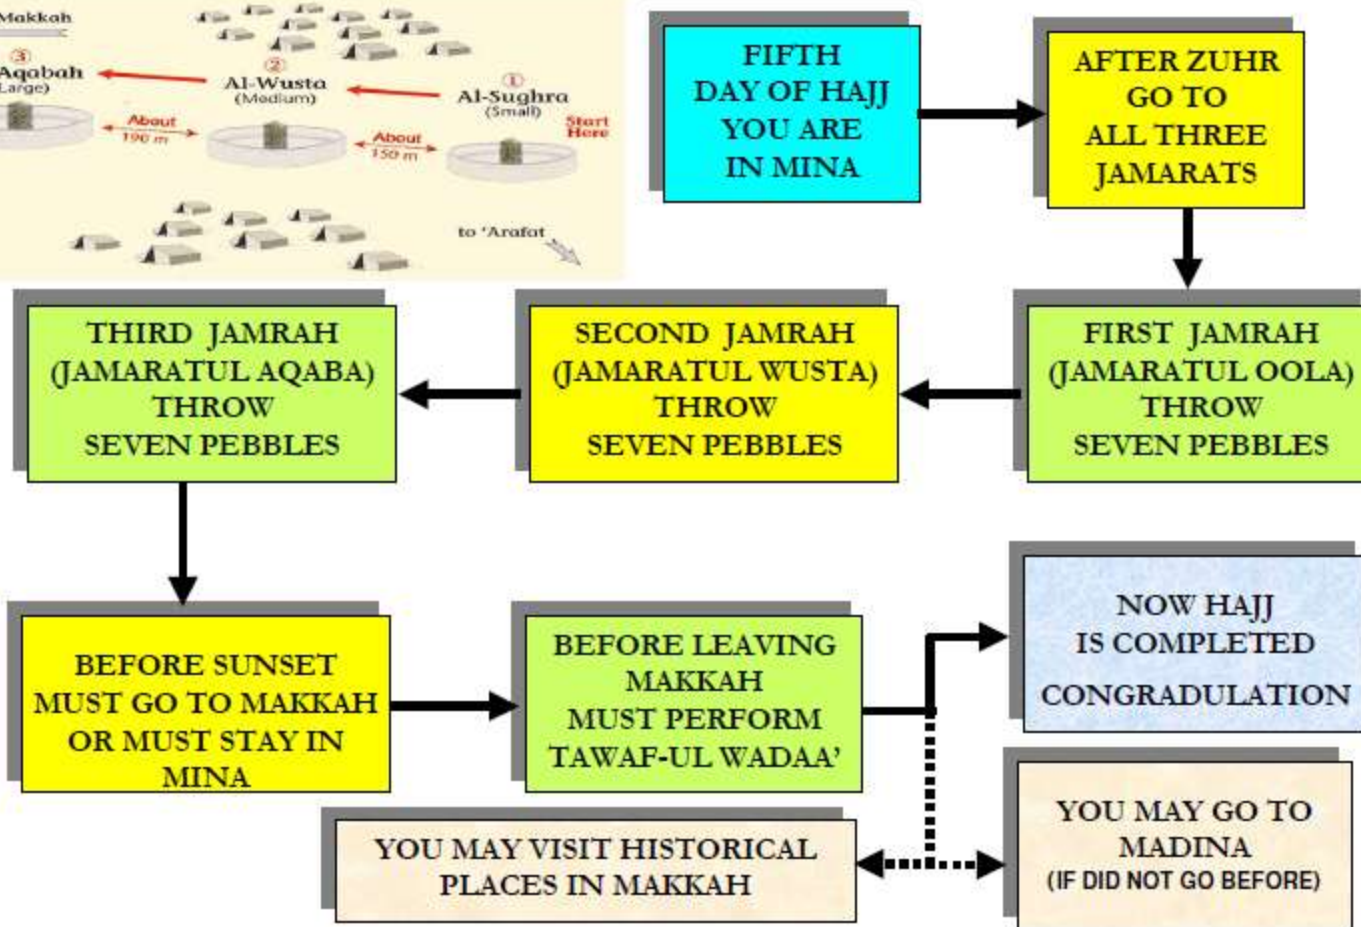 Makkah
③
Aqabah
Large)
②
Al-Wusta
(Medium)
①
Al-Sughra
(Small)
Start
Here
About
190 m
About
150 m
to ‘Arafat
FIFTH
DAY OF HAJJ
YOU ARE
IN MINA
AFTER ZUHR
GO TO
ALL THREE
JAMARATS
FIRST JAMRAH
(JAMARATUL OOLA)
THROW
SEVEN PEBBLES
SECOND JAMRAH
(JAMARATUL WUSTA)
THROW
SEVEN PEBBLES
THIRD JAMRAH
(JAMARATUL AQABA)
THROW
SEVEN PEBBLES
BEFORE SUNSET
MUST GO TO MAKKAH
OR MUST STAY IN
MINA
BEFORE LEAVING
MAKKAH
MUST PERFORM
TAWAF-UL WADAA’
NOW HAJJ
IS COMPLETED
CONGRADULATION
YOU MAY VISIT HISTORICAL
PLACES IN MAKKAH
YOU MAY GO TO
MADINA
(IF DID NOT GO BEFORE)